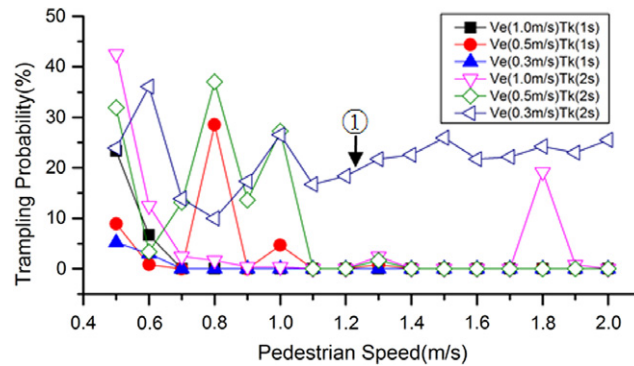 50
40
30
20
10
0
Trampling Probability(%)
0.4 0.6 0.8 1.0 1.2 1.4 1.6 1.8 2.0
Pedestrian Speed(m/s)
①
Ve(1.0m/s)Tk(1s)
Ve(0.5m/s)Tk(1s)
Ve(0.3m/s)Tk(1s)
Ve(1.0m/s)Tk(2s)
Ve(0.5m/s)Tk(2s)
Ve(0.3m/s)Tk(2s)